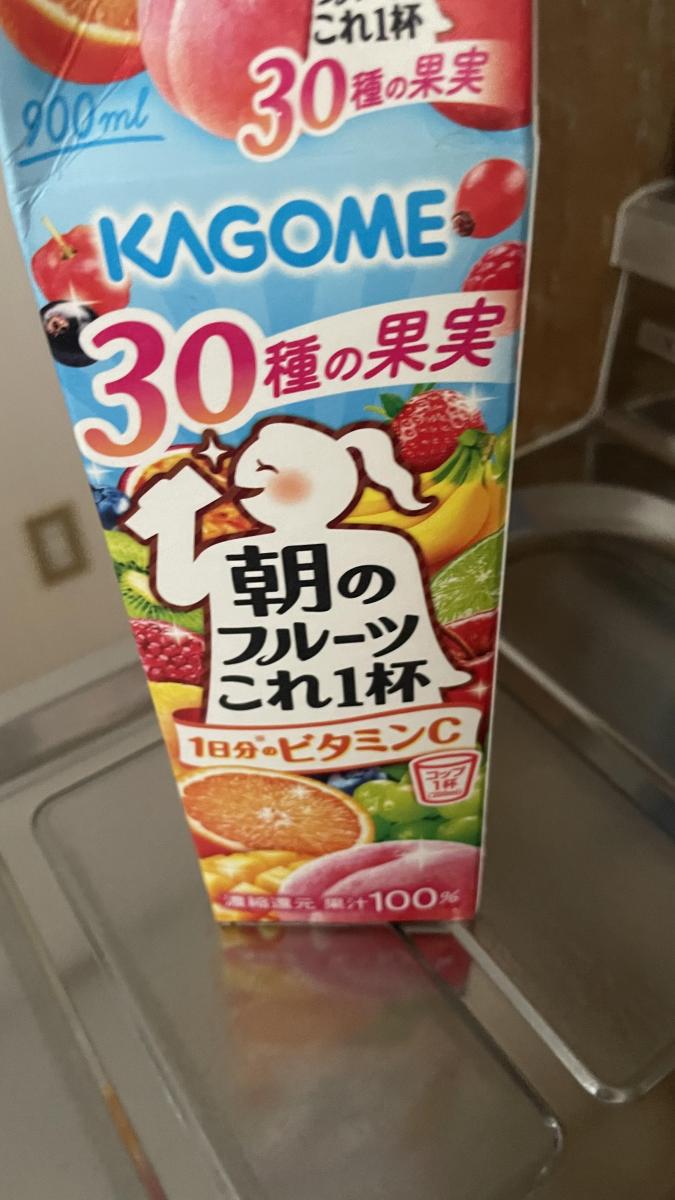 これ1杯
30種の果実
900ml
KAGOME
30種の果実
朝の
フルーツ
これ1杯
1日分※のビタミンC
コップ
1杯
濃縮還元 果汁100%